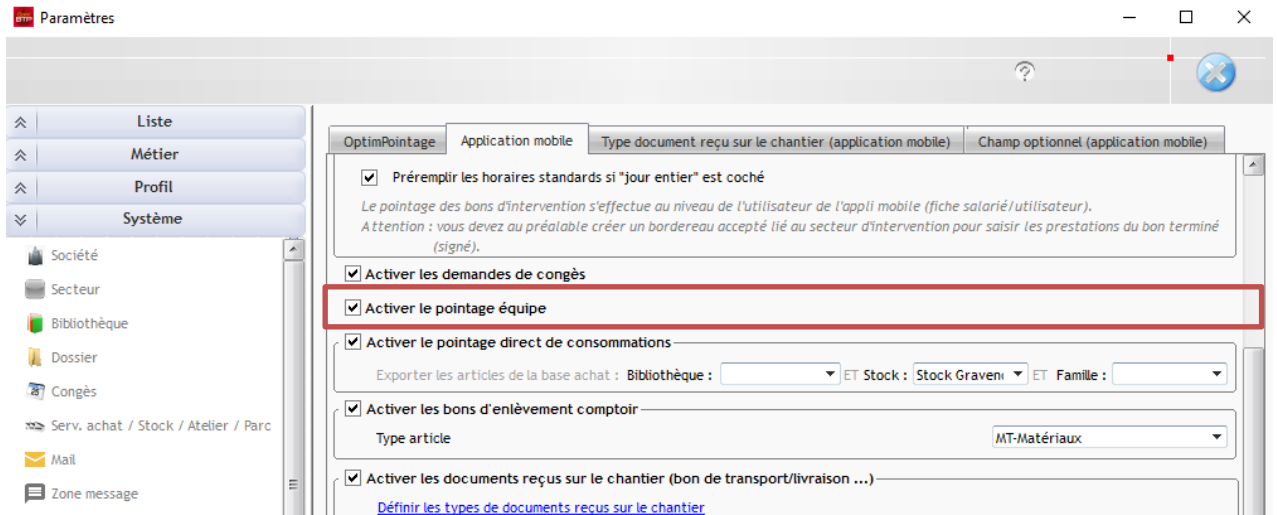 Paramètres
Liste
Métier
Profil
Système
Société
Secteur
Bibliothèque
Dossier
Congès
Serv. achat / Stock / Atelier / Parc
Mail
Zone message
OptimPointage Application mobile Type document reçu sur le chantier (application mobile) Champ optionnel (application mobile)
Préremplir les horaires standards si "jour entier" est coché
Le pointage des bons d'intervention s'effectue au niveau de l'utilisateur de l'appli mobile (fiche salarié/utilisateur).
Attention : vous devez au préalable créer un bordereau accepté lié au secteur d'intervention pour saisir les prestations du bon terminé
(signé).
Activer les demandes de congès
Activer le pointage équipe
Activer le pointage direct de consommations
Exporter les articles de la base achat : Bibliothèque : ET Stock : Stock Graven ET Famille :
Activer les bons d'enlèvement comptoir
Type article MT-Matériaux
Activer les documents reçus sur le chantier (bon de transport/livraison ...)
Définir les types de documents reçus sur le chantier